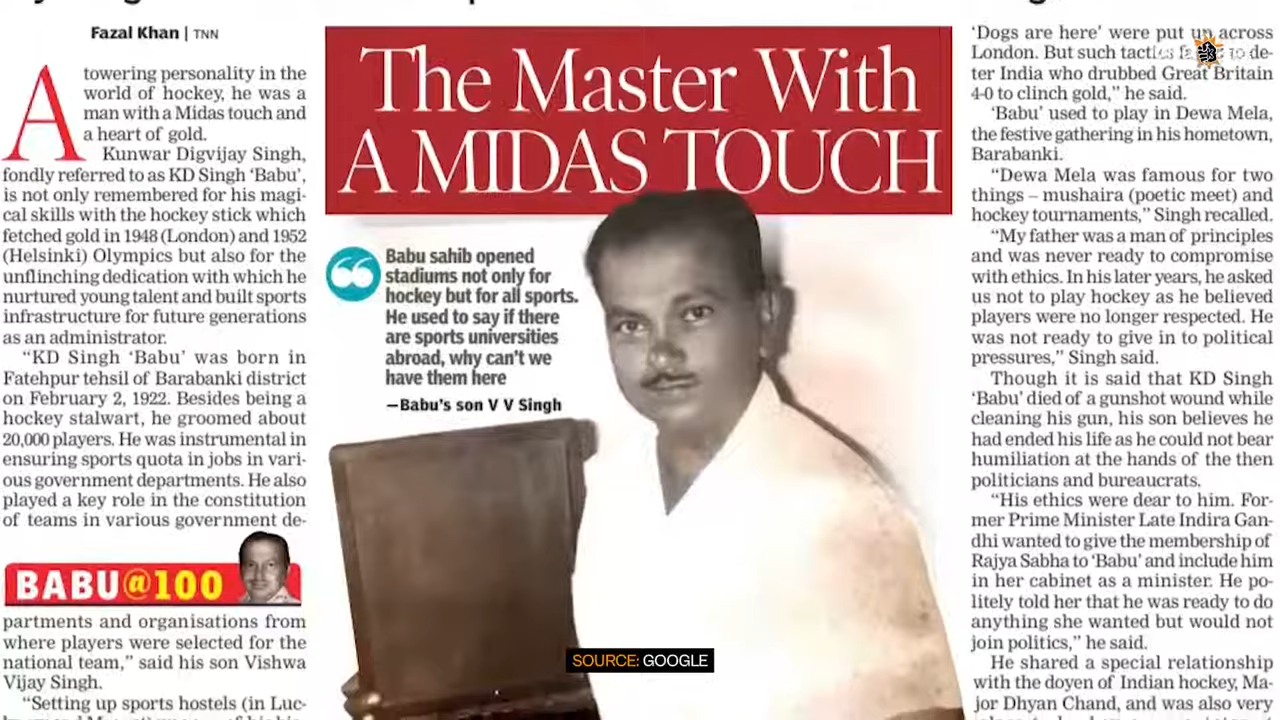 Fazal Khan | TNN
A towering personality in the
world of hockey, he was a
man with a Midas touch and
a heart of gold.
Kunwar Digvijay Singh,
fondly referred to as KD Singh ‘Babu’,
is not only remembered for his magi-
cal skills with the hockey stick which
fetched gold in 1948 (London) and 1952
(Helsinki) Olympics but also for the
unflinching dedication with which he
nurtured young talent and built sports
infrastructure for future generations
as an administrator.
“KD Singh ‘Babu’ was born in
Fatehpur tehsil of Barabanki district
on February 2, 1922. Besides being a
hockey stalwart, he groomed about
20,000 players. He was instrumental in
ensuring sports quota in jobs in vari-
ous government departments. He also
played a key role in the constitution
of teams in various government de-
BABU@100
partments and organisations from
where players were selected for the
national team,” said his son Vishwa
Vijay Singh.
“Setting up sports hostels (in Luc-
The Master With
A MIDAS TOUCH
Babu sahib opened
stadiums not only for
hockey but for all sports.
He used to say if there
are sports universities
abroad, why can’t we
have them here
—Babu’s son V V Singh
SOURCE: GOOGLE
‘Dogs are here’ were put up across
London. But such tactics to de-
ter India who drubbed Great Britain
4-0 to clinch gold,” he said.
‘Babu’ used to play in Dewa Mela,
the festive gathering in his hometown,
Barabanki.
“Dewa Mela was famous for two
things – mushaira (poetic meet) and
hockey tournaments,” Singh recalled.
“My father was a man of principles
and was never ready to compromise
with ethics. In his later years, he asked
us not to play hockey as he believed
players were no longer respected. He
was not ready to give in to political
pressures,” Singh said.
Though it is said that KD Singh
‘Babu’ died of a gunshot wound while
cleaning his gun, his son believes he
had ended his life as he could not bear
humiliation at the hands of the then
politicians and bureaucrats.
“His ethics were dear to him. For-
mer Prime Minister Late Indira Gan-
dhi wanted to give the membership of
Rajya Sabha to ‘Babu’ and include him
in her cabinet as a minister. He po-
litely told her that he was ready to do
anything she wanted but would not
join politics,” he said.
He shared a special relationship
with the doyen of Indian hockey, Ma-
jor Dhyan Chand, and was also very